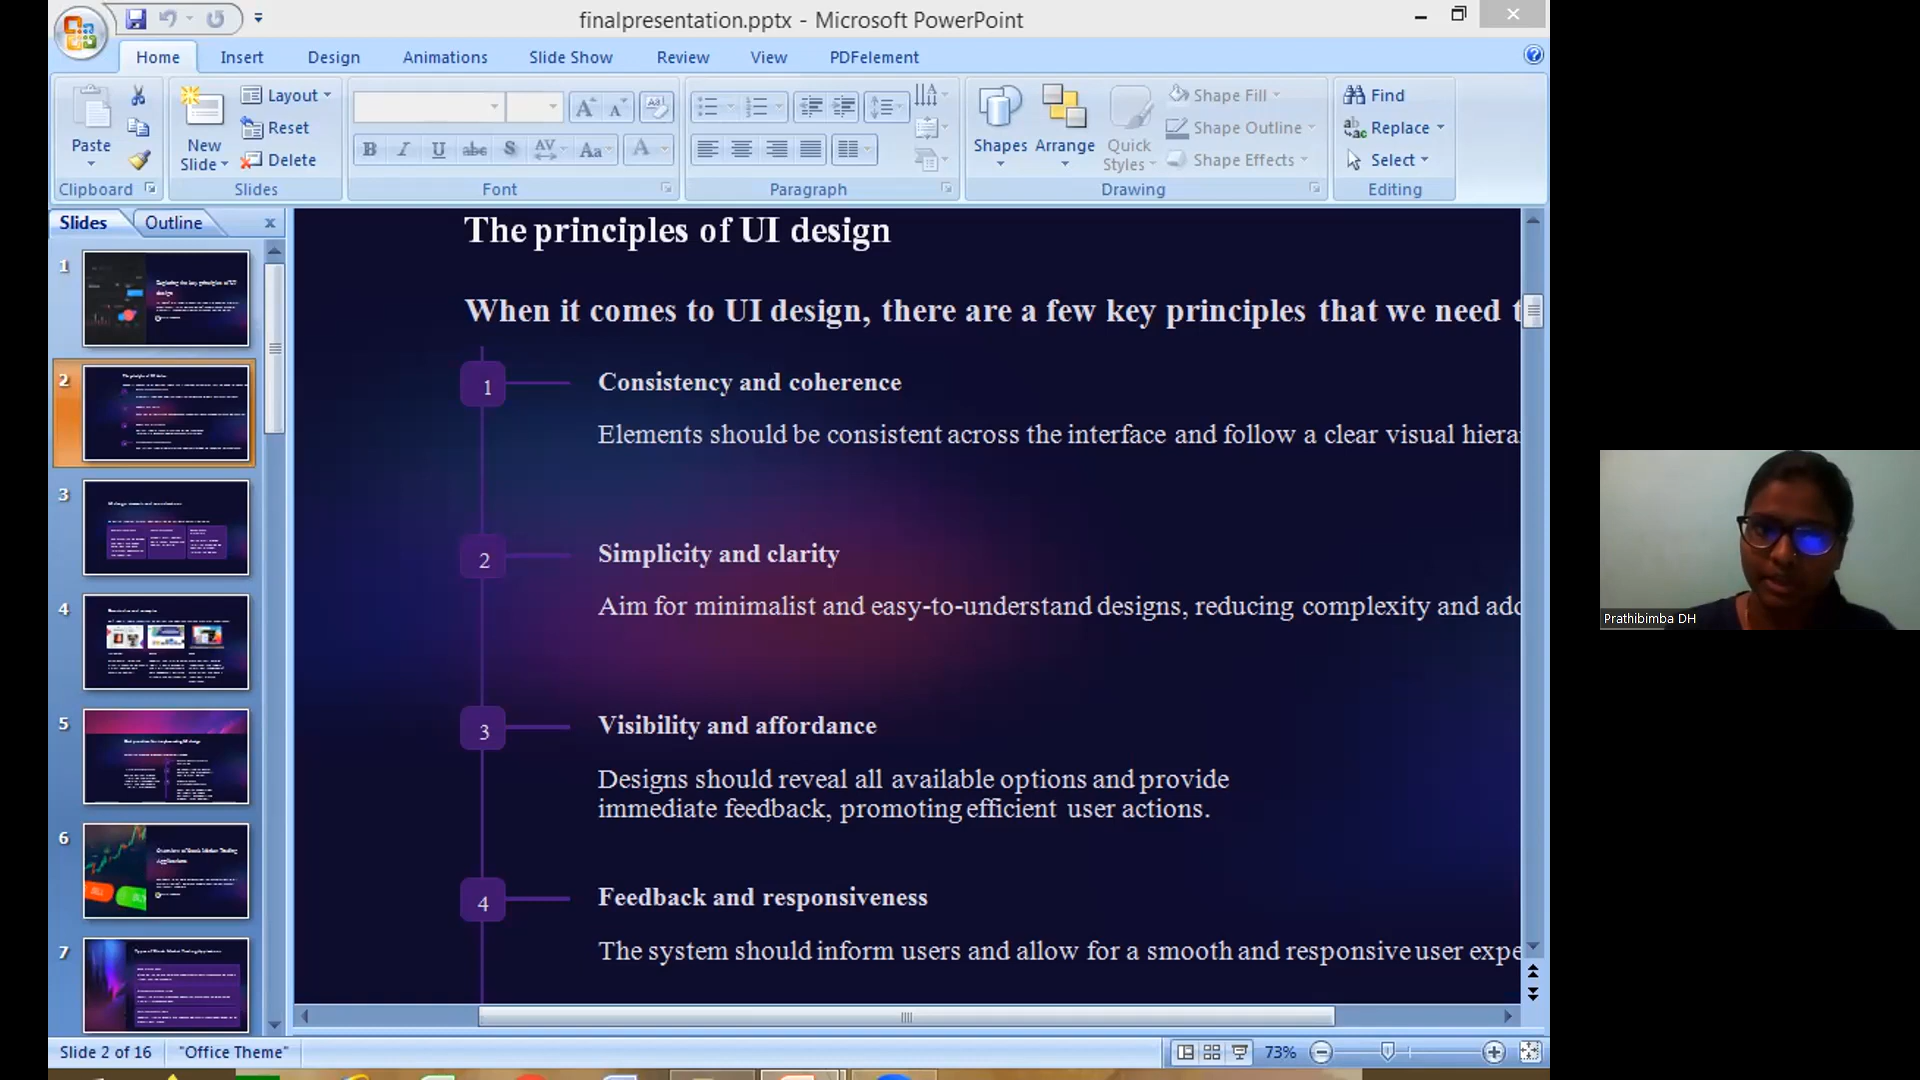 finalpresentation.pptx - Microsoft PowerPoint
Home
Insert
Design
Animations
Slide Show
Review
View
PDFelement
Paste
New
Slide
Layout
Reset
Delete
B I U abc S AV Aa A
Shapes
Arrange
Quick
Styles
Shape Fill
Shape Outline
Shape Effects
Find
Replace
Select
Clipboard
Slides
Font
Paragraph
Drawing
Editing
Slides
Outline
1
2
3
4
5
6
7
The principles of UI design
When it comes to UI design, there are a few key principles that we need
1
Consistency and coherence
Elements should be consistent across the interface and follow a clear visual
2
Simplicity and clarity
Aim for minimalist and easy-to-understand designs, reducing complexity and
3
Visibility and affordance
Designs should reveal all available options and provide
immediate feedback, promoting efficient user actions.
4
Feedback and responsiveness
The system should inform users and allow for a smooth and responsive user
Prathibimba DH
Slide 2 of 16
"Office Theme"
73%